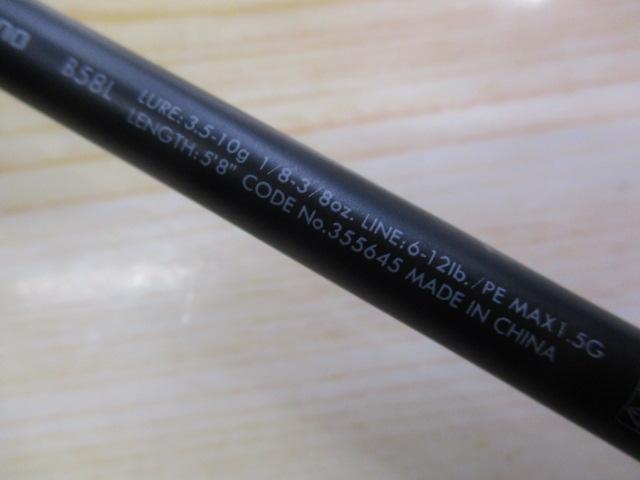 B58L LURE:3.5-10g 1/8-3/8oz. LINE:6-12lb./PE MAX1.5G
LENGTH:5'8" CODE No.355645 MADE IN CHINA